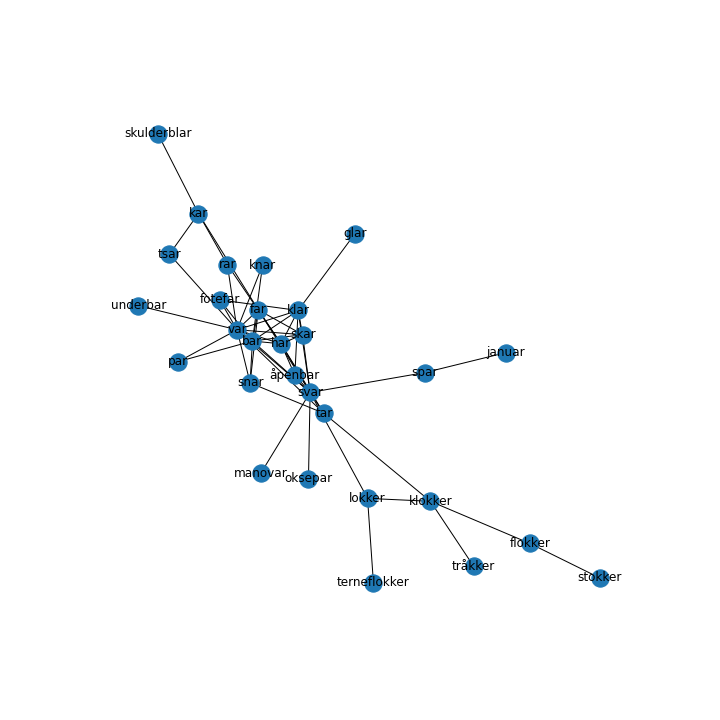 skulderblar
kar
glar
tsar
rar
knar
fotefar
underbar
far
klar
var
skar
bar
har
januar
par
spar
åpenbar
snar
svar
tar
manovar
oksepar
lokker
klokker
flokker
tråkker
stokker
terneflokker